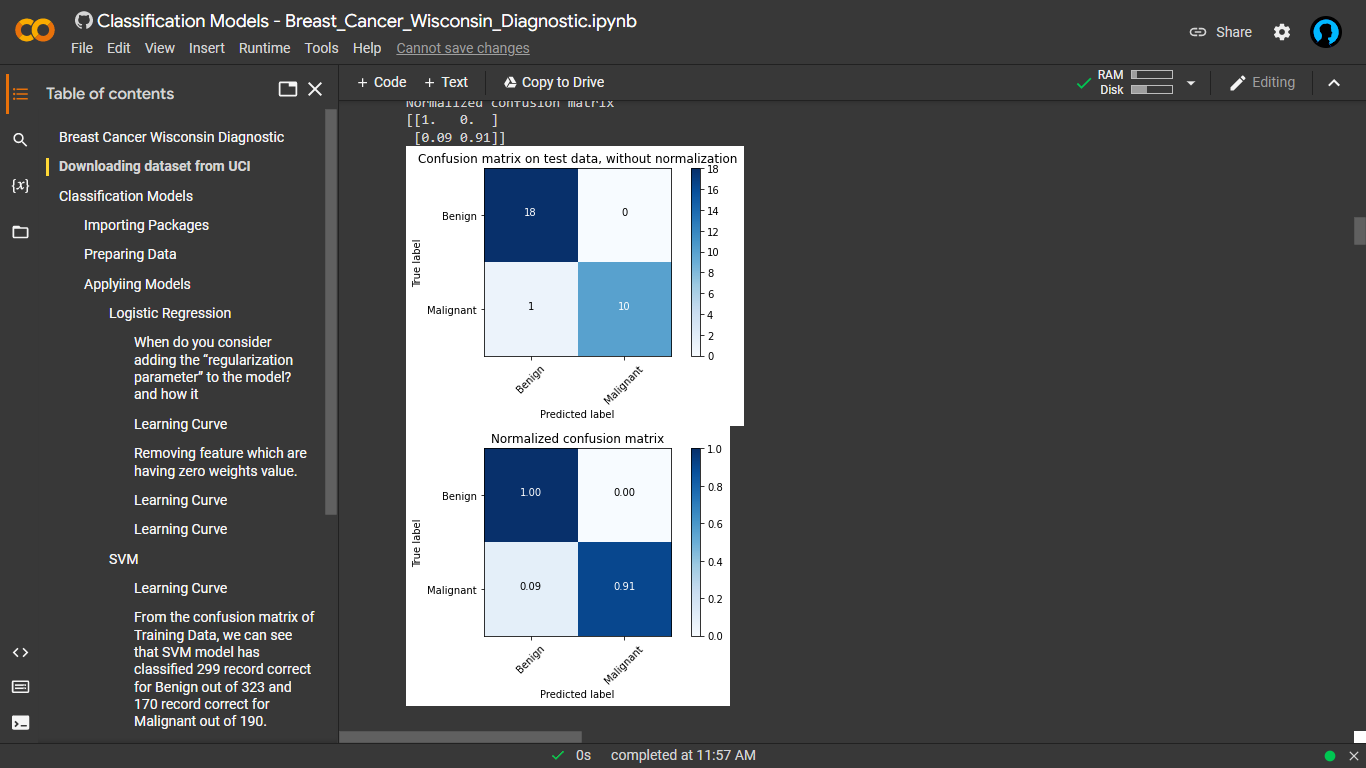 Classification Models - Breast_Cancer_Wisconsin_Diagnostic.ipynb
File Edit View Insert Runtime Tools Help Cannot save changes
Share
Table of contents
+ Code + Text Copy to Drive
RAM
Disk
Editing
Breast Cancer Wisconsin Diagnostic
Downloading dataset from UCI
Classification Models
Importing Packages
Preparing Data
Applyiing Models
Logistic Regression
When do you consider
adding the “regularization
parameter” to the model?
and how it
Learning Curve
Removing feature which are
having zero weights value.
Learning Curve
Learning Curve
SVM
Learning Curve
From the confusion matrix of
Training Data, we can see
that SVM model has
classified 299 record correct
for Benign out of 323 and
170 record correct for
Malignant out of 190.
{x}
Normalized confusion matrix
[[1. 0. ]
[0.09 0.91]]
Confusion matrix on test data, without normalization
True label
Benign
Malignant
18
0
1
10
Benign
Malignant
Predicted label
18
16
14
12
10
8
6
4
2
0
Normalized confusion matrix
True label
Benign
Malignant
1.00
0.00
0.09
0.91
Benign
Malignant
Predicted label
1.0
0.8
0.6
0.4
0.2
0.0
0s completed at 11:57 AM